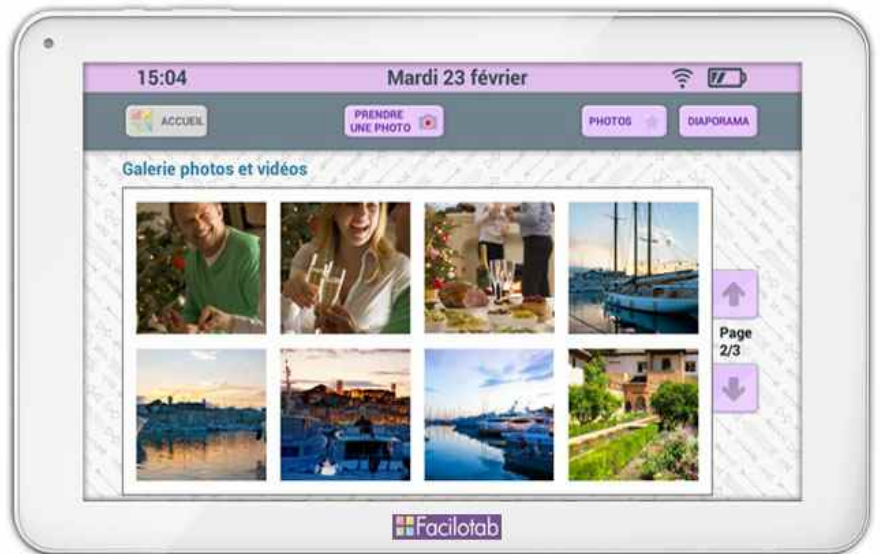 15:04 Mardi 23 février
ACCUEIL
PRENDRE
UNE PHOTO
PHOTOS
DIAPORAMA
Galerie photos et vidéos
Page
2/3
Facilotab